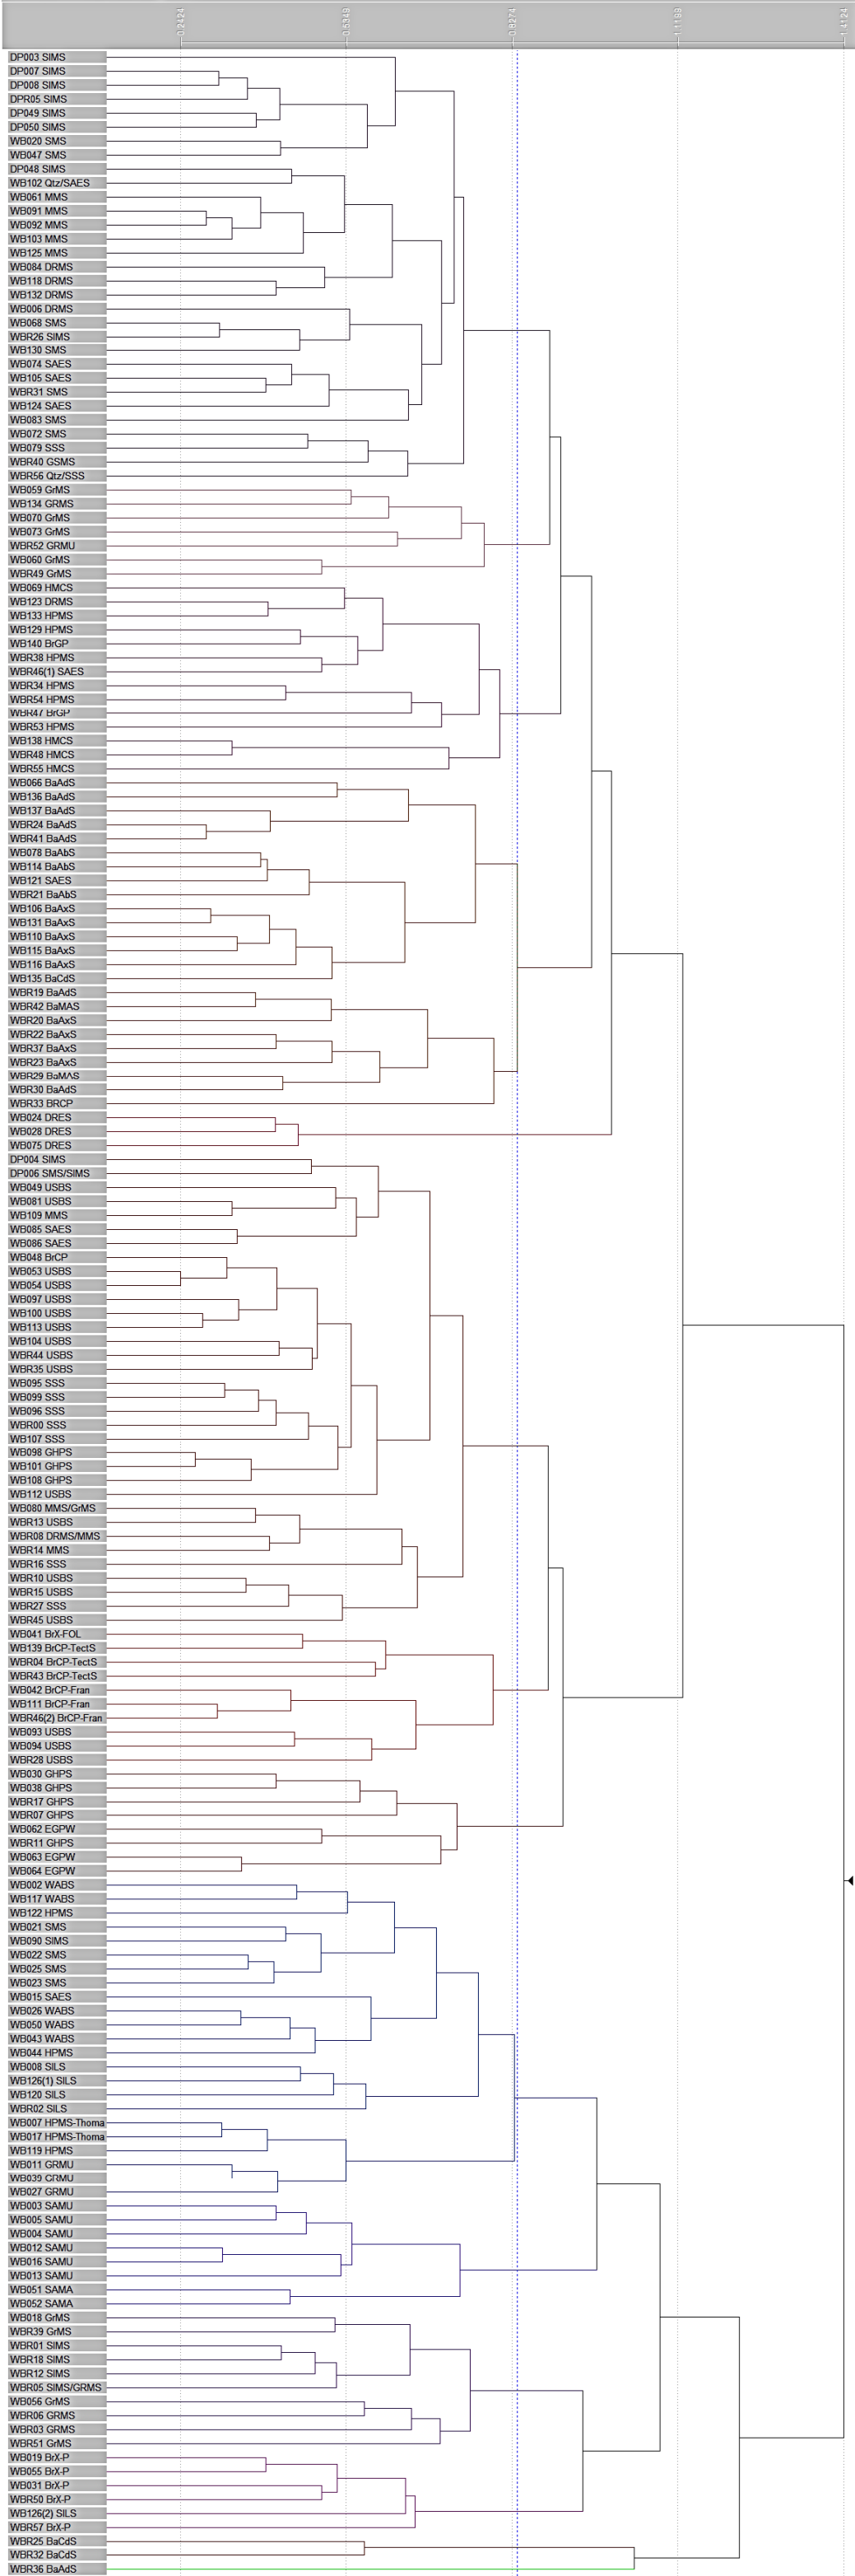 0.2424 0.5349 0.8274 1.1199 1.4124
DP003 SIMS
DP007 SIMS
DP008 SIMS
DPR05 SIMS
DP049 SIMS
DP050 SIMS
WB020 SMS
WB047 SMS
DP048 SIMS
WB102 Qtz/SAES
WB061 MMS
WB091 MMS
WB092 MMS
WB103 MMS
WB125 MMS
WB084 DRMS
WB118 DRMS
WB132 DRMS
WB006 DRMS
WB068 SMS
WBR26 SIMS
WB130 SMS
WB074 SAES
WB105 SAES
WBR31 SMS
WB124 SAES
WB083 SMS
WB072 SMS
WB079 SSS
WBR40 GSMS
WBR56 Qtz/SSS
WB059 GrMS
WB134 GRMS
WB070 GrMS
WB073 GrMS
WBR52 GRMU
WB060 GrMS
WBR49 GrMS
WB069 HMCS
WB123 DRMS
WB133 HPMS
WB129 HPMS
WB140 BrGP
WBR38 HPMS
WBR46(1) SAES
WBR34 HPMS
WBR54 HPMS
WBR47 BrGP
WBR53 HPMS
WB138 HMCS
WBR48 HMCS
WBR55 HMCS
WB066 BaAdS
WB136 BaAdS
WB137 BaAdS
WBR24 BaAdS
WBR41 BaAdS
WB078 BaAbS
WB114 BaAbS
WB121 SAES
WBR21 BaAbS
WB106 BaAxS
WB131 BaAxS
WB110 BaAxS
WB115 BaAxS
WB116 BaAxS
WB135 BaCdS
WBR19 BaAdS
WBR42 BaMAS
WBR20 BaAxS
WBR22 BaAxS
WBR37 BaAxS
WBR23 BaAxS
WBR29 BaMAS
WBR30 BaAdS
WBR33 BRCP
WB024 DRES
WB028 DRES
WB075 DRES
DP004 SIMS
DP006 SMS/SIMS
WB049 USBS
WB081 USBS
WB109 MMS
WB085 SAES
WB086 SAES
WB048 BrCP
WB053 USBS
WB054 USBS
WB097 USBS
WB100 USBS
WB113 USBS
WB104 USBS
WBR44 USBS
WBR35 USBS
WB095 SSS
WB099 SSS
WB096 SSS
WBR00 SSS
WB107 SSS
WB098 GHPS
WB101 GHPS
WB108 GHPS
WB112 USBS
WB080 MMS/GrMS
WBR13 USBS
WBR08 DRMS/MMS
WBR14 MMS
WBR16 SSS
WBR10 USBS
WBR15 USBS
WBR27 SSS
WBR45 USBS
WB041 BrX-FOL
WB139 BrCP-TectS
WBR04 BrCP-TectS
WBR43 BrCP-TectS
WB042 BrCP-Fran
WB111 BrCP-Fran
WBR46(2) BrCP-Fran
WB093 USBS
WB094 USBS
WBR28 USBS
WB030 GHPS
WB038 GHPS
WBR17 GHPS
WBR07 GHPS
WB062 EGPW
WBR11 GHPS
WB063 EGPW
WB064 EGPW
WB002 WABS
WB117 WABS
WB122 HPMS
WB021 SMS
WB090 SIMS
WB022 SMS
WB025 SMS
WB023 SMS
WB015 SAES
WB026 WABS
WB050 WABS
WB043 WABS
WB044 HPMS
WB008 SILS
WB126(1) SILS
WB120 SILS
WBR02 SILS
WB007 HPMS-Thoma
WB017 HPMS-Thoma
WB119 HPMS
WB011 GRMU
WB039 GRMU
WB027 GRMU
WB003 SAMU
WB005 SAMU
WB004 SAMU
WB012 SAMU
WB016 SAMU
WB013 SAMU
WB051 SAMA
WB052 SAMA
WB018 GrMS
WBR39 GrMS
WBR01 SIMS
WBR18 SIMS
WBR12 SIMS
WBR05 SIMS/GRMS
WB056 GrMS
WBR06 GRMS
WBR03 GRMS
WBR51 GrMS
WB019 BrX-P
WB055 BrX-P
WB031 BrX-P
WBR50 BrX-P
WB126(2) SILS
WBR57 BrX-P
WBR25 BaCdS
WBR32 BaCdS
WBR36 BaAdS